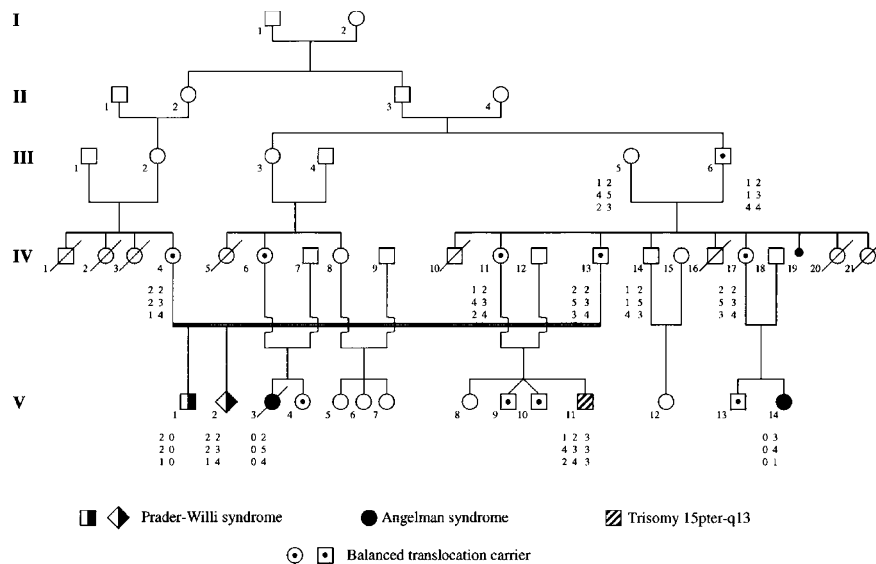 I
1 2
II
1 2 3 4
III
1 2 3 4 5 6
1 2 1 2
4 5 1 3
2 3 4 4
IV
1 2 3 4 5 6 7 8 9 10 11 12 13 14 15 16 17 18 19 20 21
2 2 1 2 2 2 1 2 2 2
2 3 4 3 5 3 1 5 5 3
1 4 2 4 3 4 4 3 3 4
V
1 2 3 4 5 6 7 8 9 10 11 12 13 14
2 0 2 2 0 2 1 2 3 0 3
2 0 2 3 0 5 4 3 3 0 4
1 0 1 4 0 4 2 4 3 0 1
Prader-Willi syndrome Angelman syndrome Trisomy 15pter-q13
Balanced translocation carrier